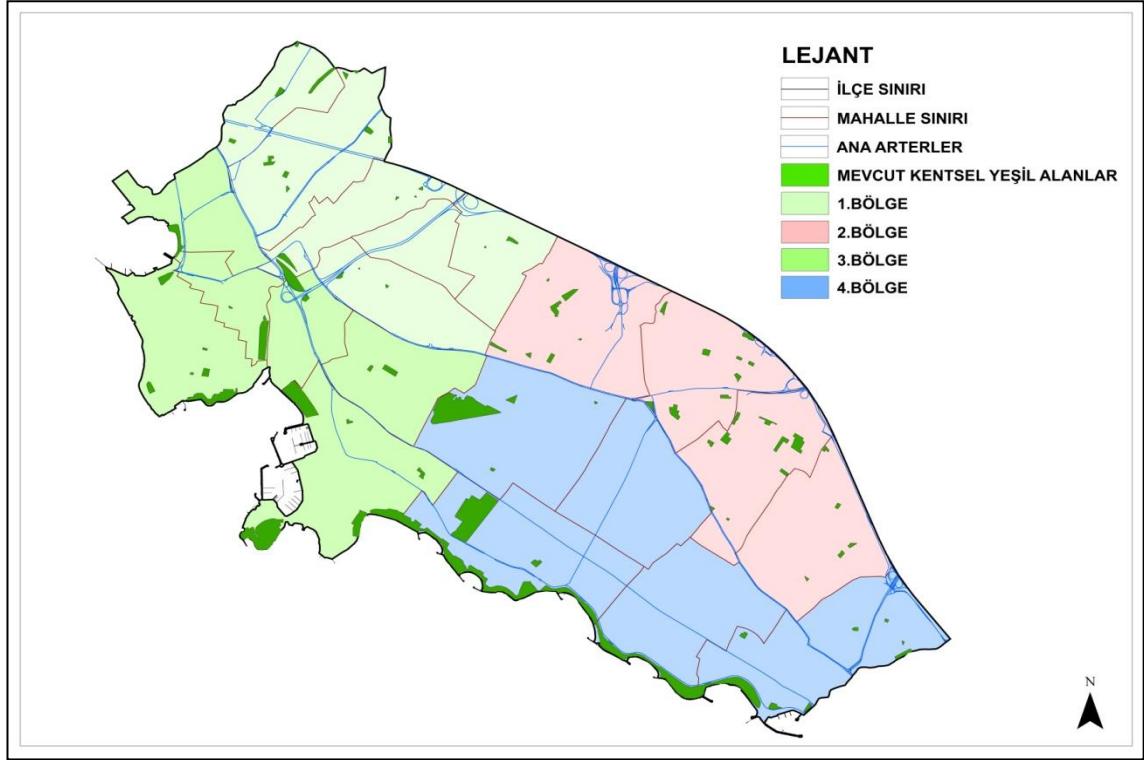 LEJANT
İLÇE SINIRI
MAHALLE SINIRI
ANA ARTERLER
MEVCUT KENTSEL YEŞİL ALANLAR
1.BÖLGE
2.BÖLGE
3.BÖLGE
4.BÖLGE
N